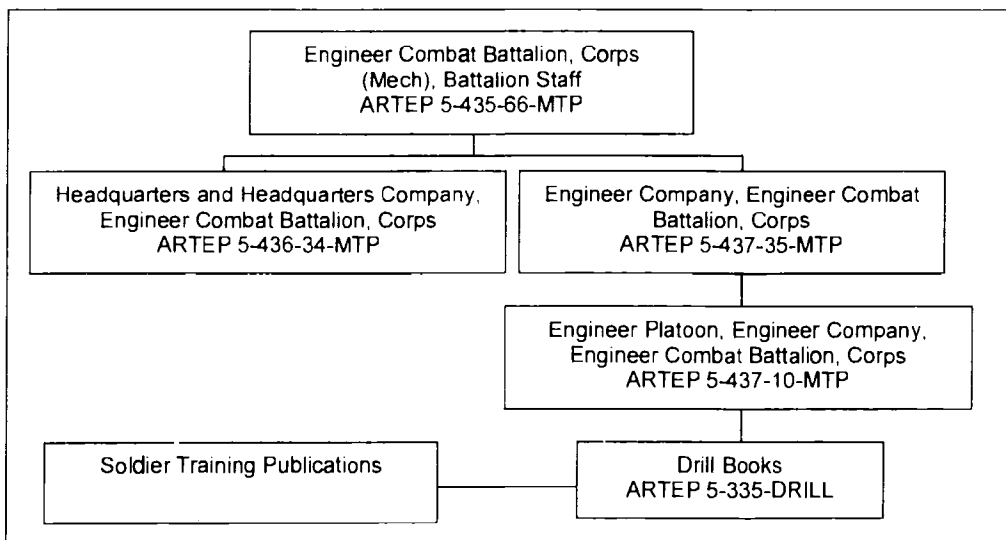 Engineer Combat Battalion, Corps
(Mech), Battalion Staff
ARTEP 5-435-66-MTP
Headquarters and Headquarters Company,
Engineer Combat Battalion, Corps
ARTEP 5-436-34-MTP
Engineer Company, Engineer Combat
Battalion, Corps
ARTEP 5-437-35-MTP
Engineer Platoon, Engineer Company,
Engineer Combat Battalion, Corps
ARTEP 5-437-10-MTP
Soldier Training Publications
Drill Books
ARTEP 5-335-DRILL